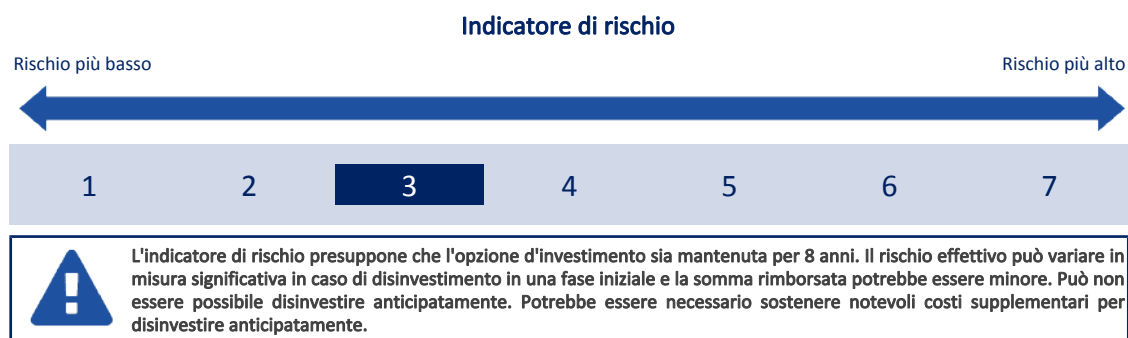 Indicatore di rischio
Rischio più basso
Rischio più alto
1 2 3 4 5 6 7
L'indicatore di rischio presuppone che l'opzione d'investimento sia mantenuta per 8 anni. Il rischio effettivo può variare in
misura significativa in caso di disinvestimento in una fase iniziale e la somma rimborsata potrebbe essere minore. Può non
essere possibile disinvestire anticipatamente. Potrebbe essere necessario sostenere notevoli costi supplementari per
disinvestire anticipatamente.